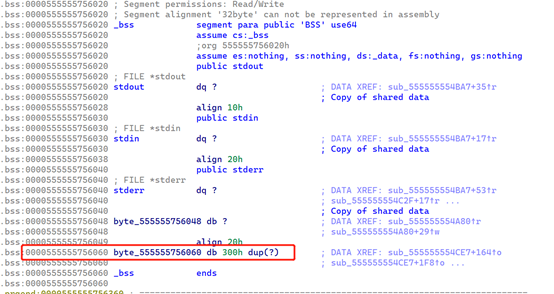 .bss:0000555555756020 ; Segment permissions: Read/Write
.bss:0000555555756020 ; Segment alignment '32byte' can not be represented in assembly
.bss:0000555555756020 _bss segment para public 'BSS' use64
.bss:0000555555756020 assume cs:_bss
.bss:0000555555756020 ;org 555555756020h
.bss:0000555555756020 assume es:nothing, ss:nothing, ds:_data, fs:nothing, gs:nothing
.bss:0000555555756020 public stdout
.bss:0000555555756020 ; FILE *stdout
.bss:0000555555756020 stdout dq ? ; DATA XREF: sub_555555554BA7+35↑r
.bss:0000555555756020 ; Copy of shared data
.bss:0000555555756028 align 10h
.bss:0000555555756030 public stdin
.bss:0000555555756030 ; FILE *stdin
.bss:0000555555756030 stdin dq ? ; DATA XREF: sub_555555554BA7+17↑r
.bss:0000555555756030 ; Copy of shared data
.bss:0000555555756038 align 20h
.bss:0000555555756040 public stderr
.bss:0000555555756040 ; FILE *stderr
.bss:0000555555756040 stderr dq ? ; DATA XREF: sub_555555554BA7+53↑r
.bss:0000555555756040 ; sub_555555554C2F+17↑r ...
.bss:0000555555756040 ; Copy of shared data
.bss:0000555555756048 byte_555555756048 db ? ; DATA XREF: sub_555555554A80↑r
.bss:0000555555756048 ; sub_555555554A80+29↑w
.bss:0000555555756049 align 20h
.bss:0000555555756060 byte_555555756060 db 300h dup(?) ; DATA XREF: sub_555555554CE7+164↑o
.bss:0000555555756060 ; sub_555555554CE7+1F8↑o ...
.bss:0000555555756060 _bss ends
.bss:0000555555756060